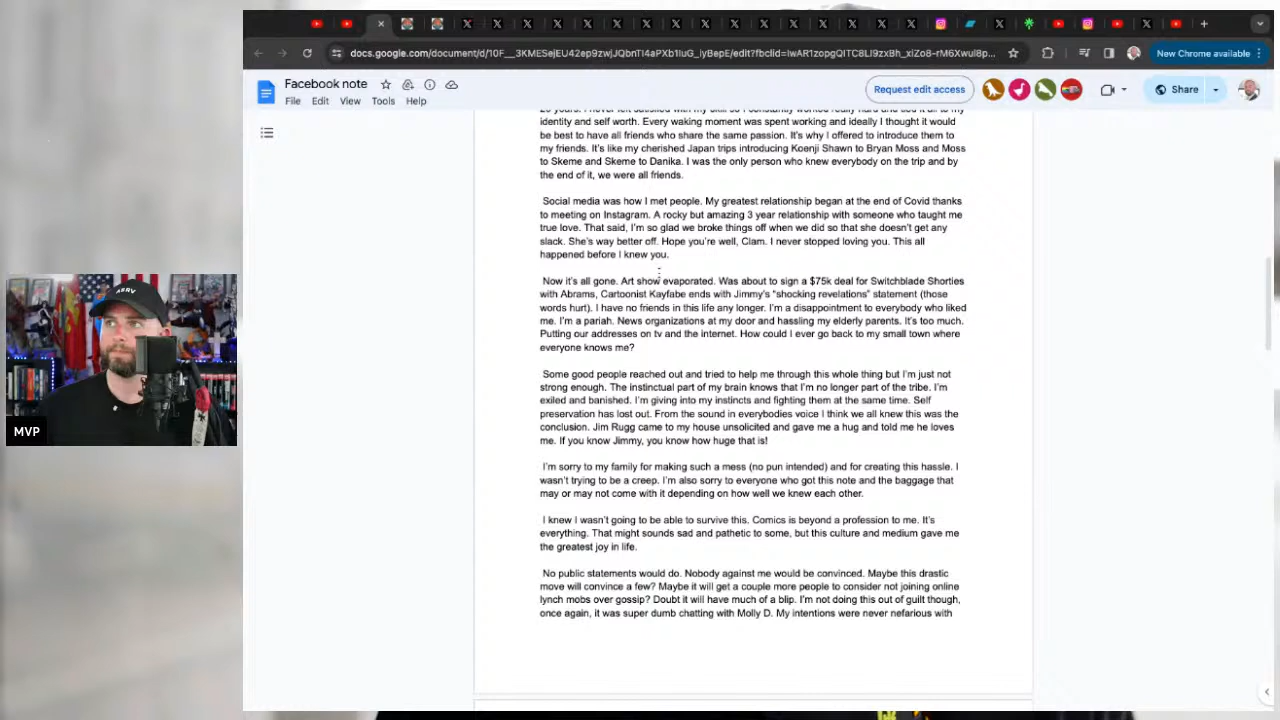 docs.google.com/document/d/10F__3KMESejEU42ep9zwjJQbnTI4aPXb1IuG_iyBepE/edit?fbclid=IwAR1zopgQITC8LI9zxBh_xiZo8-rM6Xwul8p...
New Chrome available
Facebook note
File Edit View Tools Help
Request edit access
Share
identity and self worth. Every waking moment was spent working and ideally I thought it would
be best to have all friends who share the same passion. It's why I offered to introduce them to
my friends. It's like my cherished Japan trips introducing Koenji Shawn to Bryan Moss and Moss
to Skeme and Skeme to Danika. I was the only person who knew everybody on the trip and by
the end of it, we were all friends.
Social media was how I met people. My greatest relationship began at the end of Covid thanks
to meeting on Instagram. A rocky but amazing 3 year relationship with someone who taught me
true love. That said, I'm so glad we broke things off when we did so that she doesn't get any
slack. She's way better off. Hope you're well, Clam. I never stopped loving you. This all
happened before I knew you.
Now it's all gone. Art show evaporated. Was about to sign a $75k deal for Switchblade Shorties
with Abrams, Cartoonist Kayfabe ends with Jimmy's "shocking revelations" statement (those
words hurt). I have no friends in this life any longer. I'm a disappointment to everybody who liked
me. I'm a pariah. News organizations at my door and hassling my elderly parents. It's too much.
Putting our addresses on tv and the internet. How could I ever go back to my small town where
everyone knows me?
Some good people reached out and tried to help me through this whole thing but I'm just not
strong enough. The instinctual part of my brain knows that I'm no longer part of the tribe. I'm
exiled and banished. I'm giving into my instincts and fighting them at the same time. Self
preservation has lost out. From the sound in everybodies voice I think we all knew this was the
conclusion. Jim Rugg came to my house unsolicited and gave me a hug and told me he loves
me. If you know Jimmy, you know how huge that is!
I'm sorry to my family for making such a mess (no pun intended) and for creating this hassle. I
wasn't trying to be a creep. I'm also sorry to everyone who got this note and the baggage that
may or may not come with it depending on how well we knew each other.
I knew I wasn't going to be able to survive this. Comics is beyond a profession to me. It's
everything. That might sounds sad and pathetic to some, but this culture and medium gave me
the greatest joy in life.
No public statements would do. Nobody against me would be convinced. Maybe this drastic
move will convince a few? Maybe it will get a couple more people to consider not joining online
lynch mobs over gossip? Doubt it will have much of a blip. I'm not doing this out of guilt though,
once again, it was super dumb chatting with Molly D. My intentions were never nefarious with
MVP